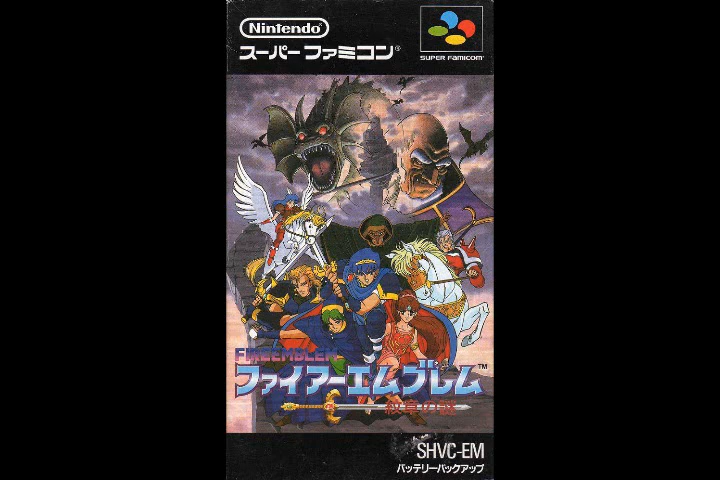 Nintendo
スーパーファミコン®
SUPER FAMICOM
FIRE EMBLEM
ファイアーエムブレム™
紋章の謎
SHVC-EM
バッテリーバックアップ